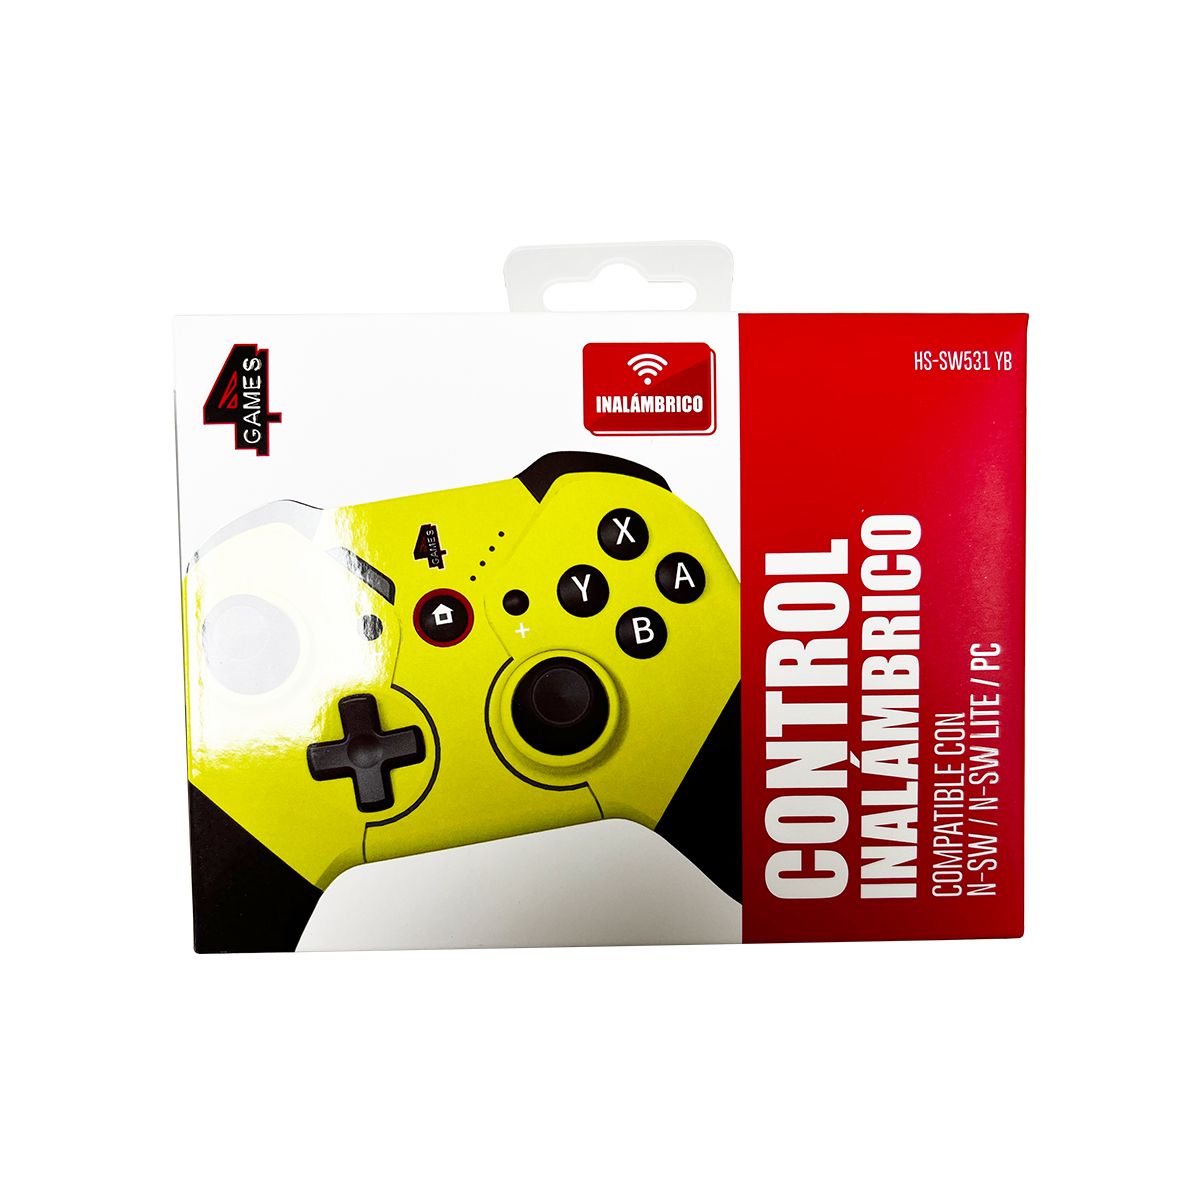 4
GAMES
INALÁMBRICO
HS-SW531 YB
4
GAMES
X
Y
A
B
+
CONTROL
INALÁMBRICO
COMPATIBLE CON
N-SW / N-SW LITE / PC